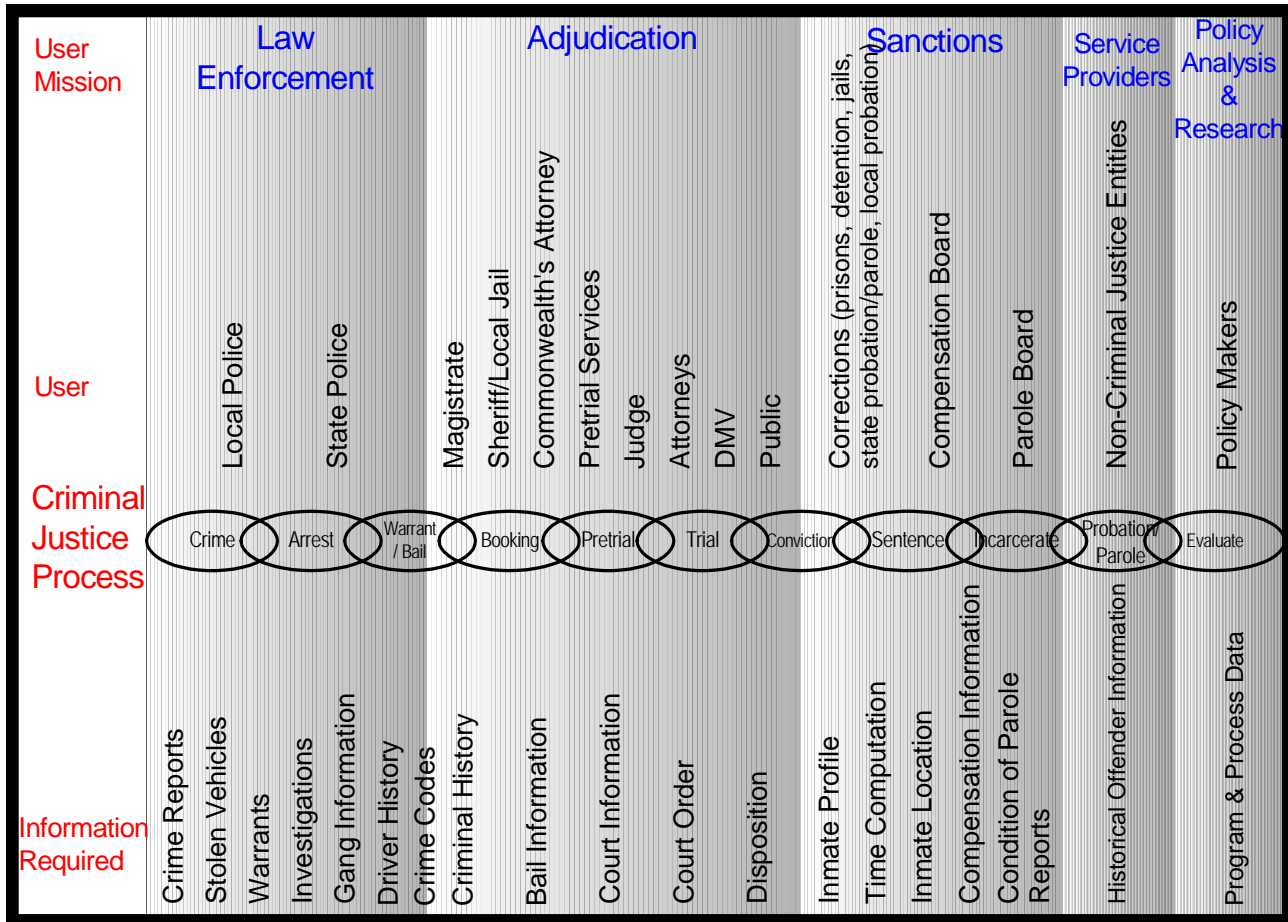 User
Mission
Law
Enforcement
Adjudication
Sanctions
Service
Providers
Policy
Analysis
&
Research
User
Local Police
State Police
Magistrate
Sheriff/Local Jail
Commonwealth's Attorney
Pretrial Services
Judge
Attorneys
DMV
Public
Corrections (prisons, detention, jails,
state probation/parole, local probation)
Compensation Board
Parole Board
Non-Criminal Justice Entities
Policy Makers
Criminal
Justice
Process
Crime
Arrest
Warrant
/ Bail
Booking
Pretrial
Trial
Conviction
Sentence
Incarcerate
Probation/
Parole
Evaluate
Information
Required
Crime Reports
Stolen Vehicles
Warrants
Investigations
Gang Information
Driver History
Crime Codes
Criminal History
Bail Information
Court Information
Court Order
Disposition
Inmate Profile
Time Computation
Inmate Location
Compensation Information
Condition of Parole
Reports
Historical Offender Information
Program & Process Data